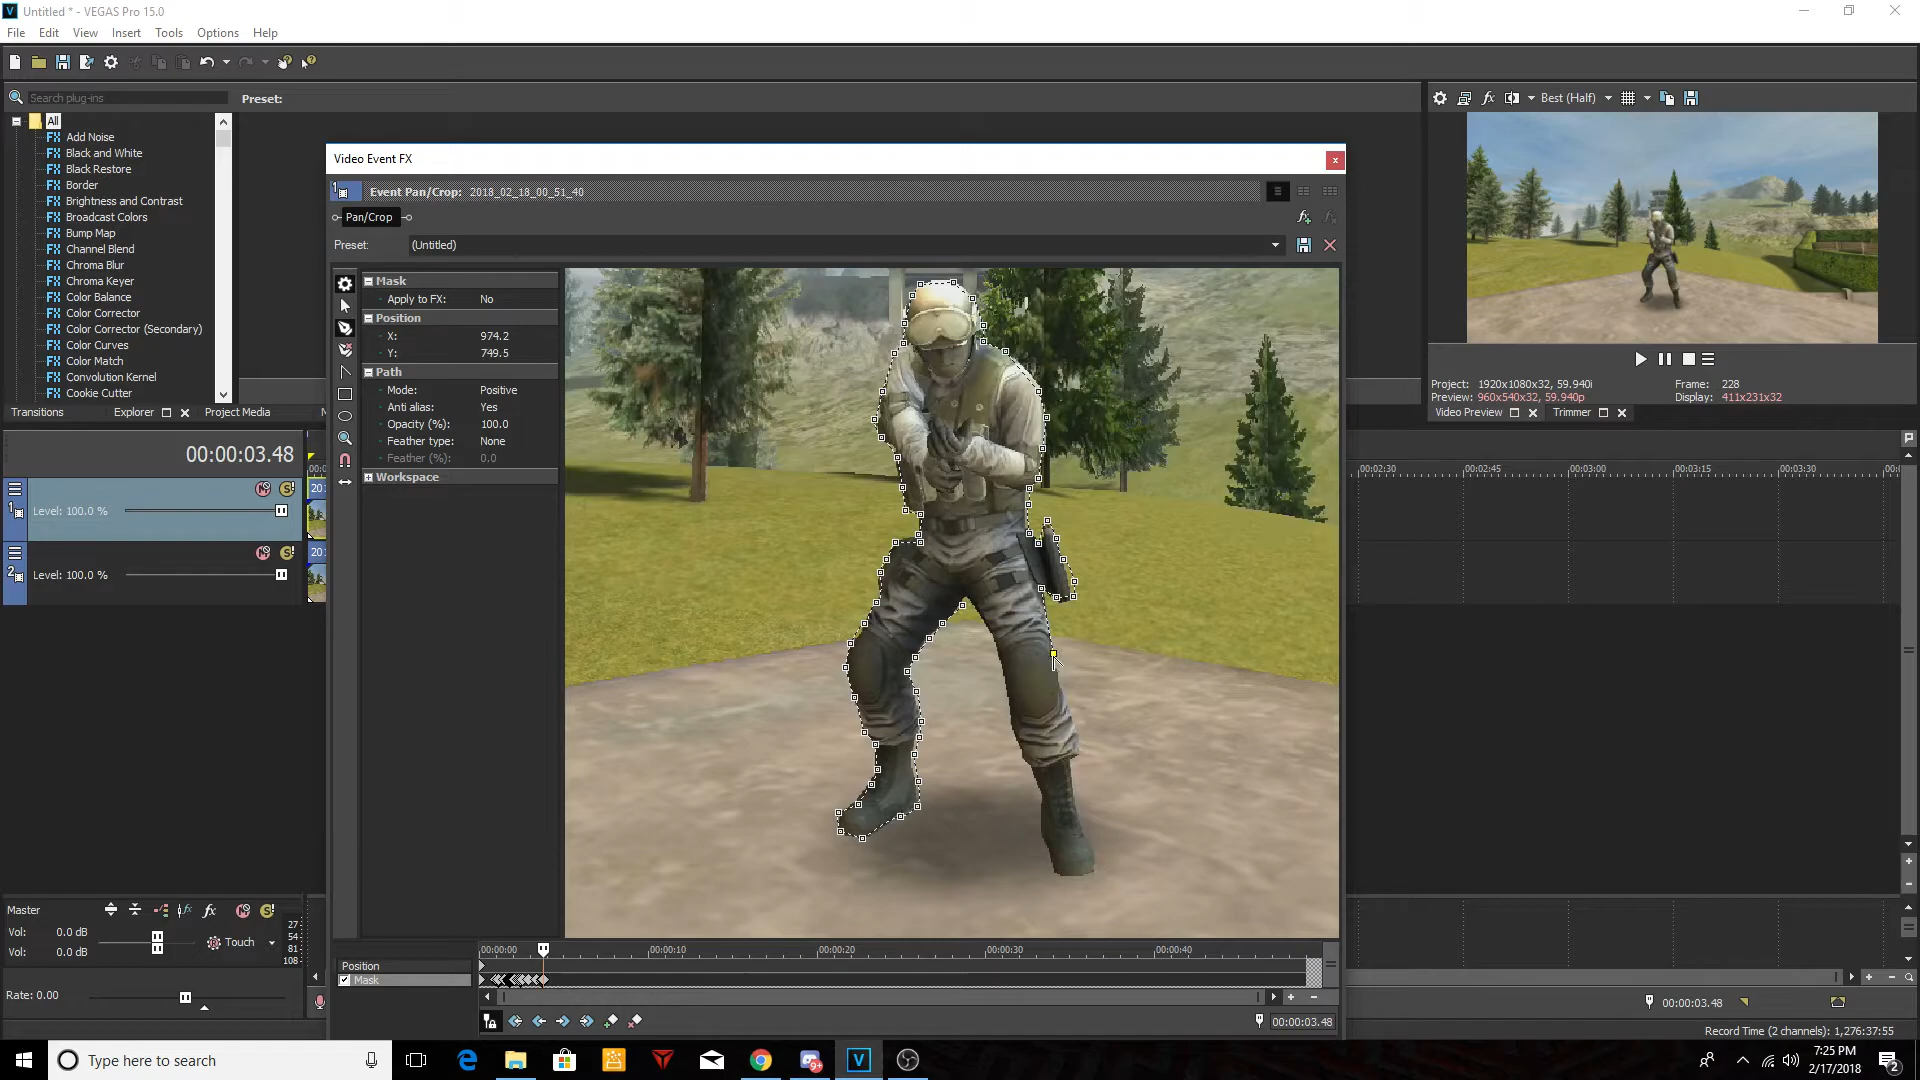 Untitled * - VEGAS Pro 15.0
File Edit View Insert Tools Options Help
Search plug-ins
Preset:
All
Add Noise
Black and White
Black Restore
Border
Brightness and Contrast
Broadcast Colors
Bump Map
Channel Blend
Chroma Blur
Chroma Keyer
Color Balance
Color Corrector
Color Corrector (Secondary)
Color Curves
Color Match
Convolution Kernel
Cookie Cutter
Transitions Explorer Project Media
Video Event FX
Event Pan/Crop: 2018_02_18_00_51_40
Pan/Crop
Preset: (Untitled)
Mask
Apply to FX: No
Position
X: 974.2
Y: 749.5
Path
Mode: Positive
Anti alias: Yes
Opacity (%): 100.0
Feather type: None
Feather (%): 0.0
Workspace
Best (Half)
Project: 1920x1080x32, 59.940i
Frame: 228
Preview: 960x540x32, 59.940p
Display: 411x231x32
Video Preview Trimmer
00:00:03.48
1
Level: 100.0 %
2
Level: 100.0 %
00:02:30 00:02:45 00:03:00 00:03:15 00:03:30
Master
Vol: 0.0 dB
Vol: 0.0 dB
Touch
27
54
81
108
Rate: 0.00
00:00:00 00:00:10 00:00:20 00:00:30 00:00:40
Position
Mask
00:00:03.48
00:00:03.48
Record Time (2 channels): 1,276:37:55
Type here to search
7:25 PM
2/17/2018